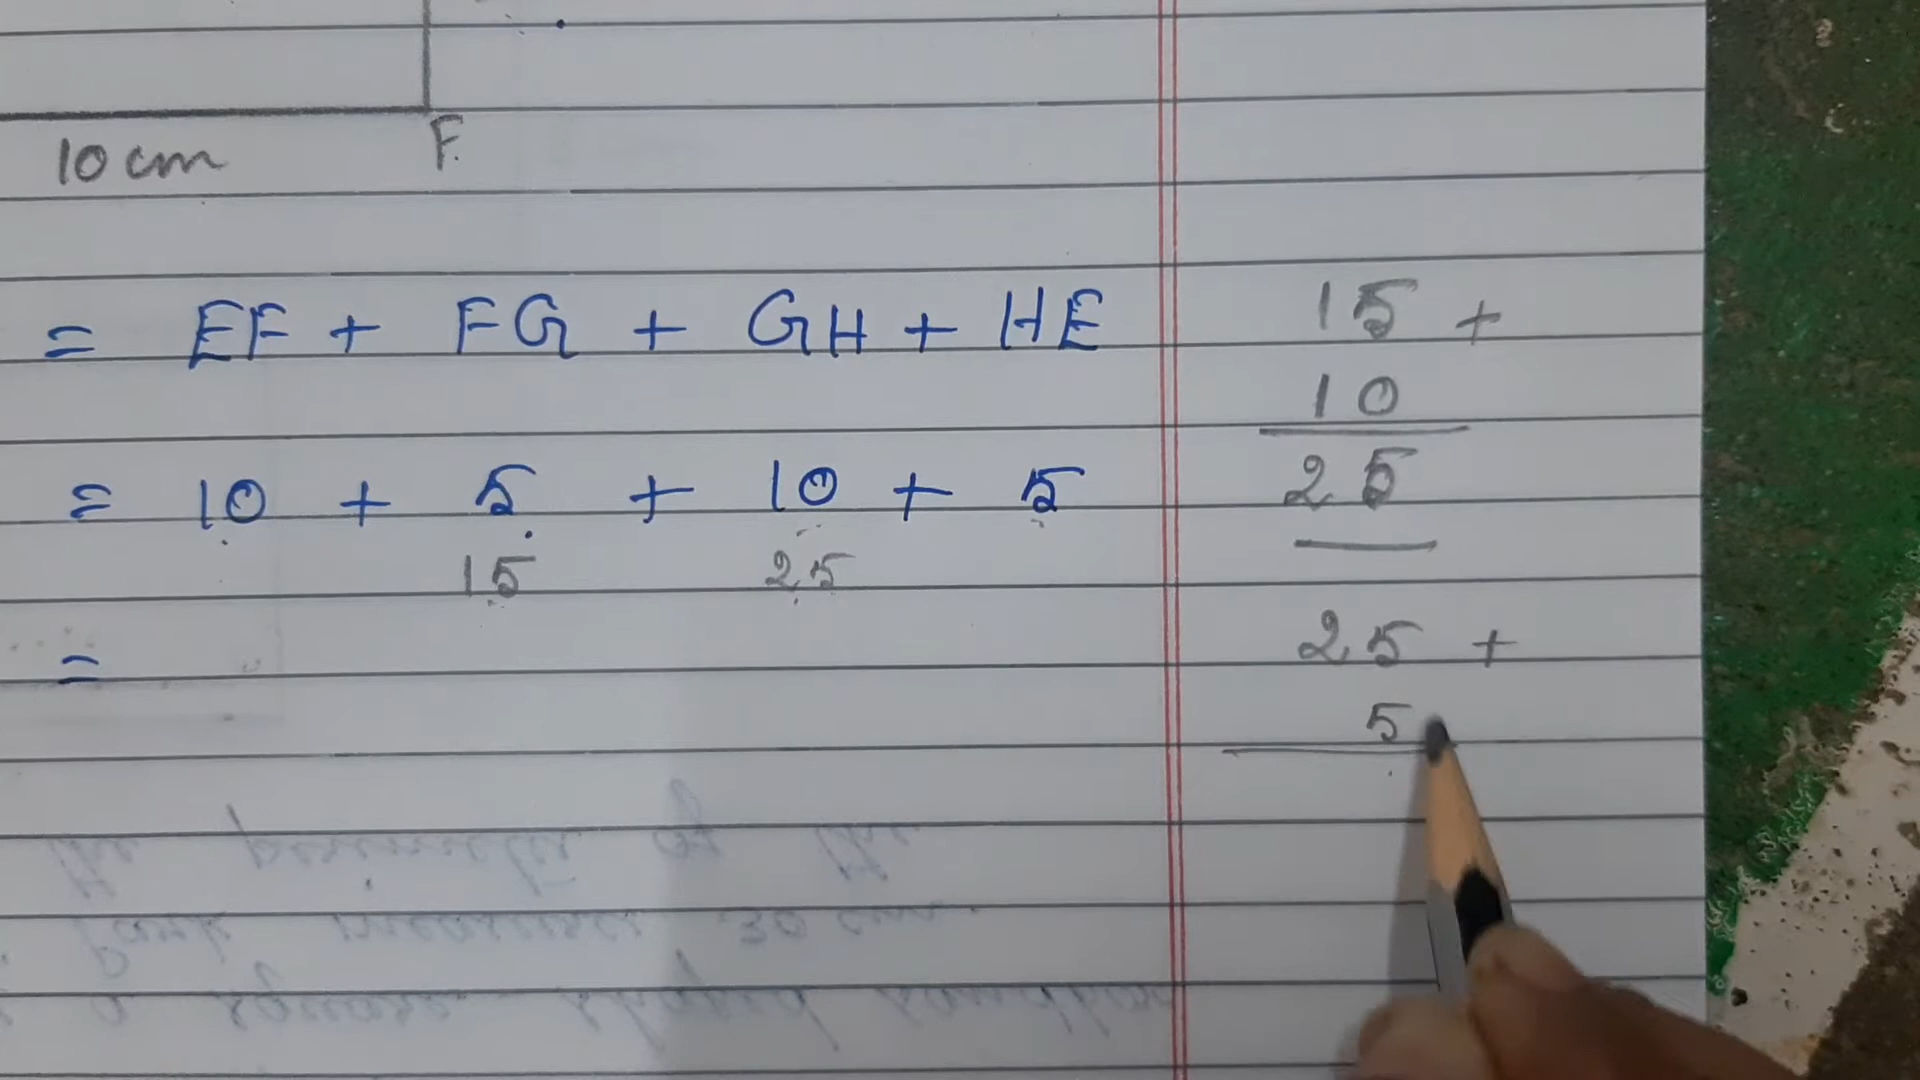 10 cm F.
= EF + FG + GH + HE
= 10 + 5 + 10 + 5
15 25
=
15 +
10
25
25 +
5